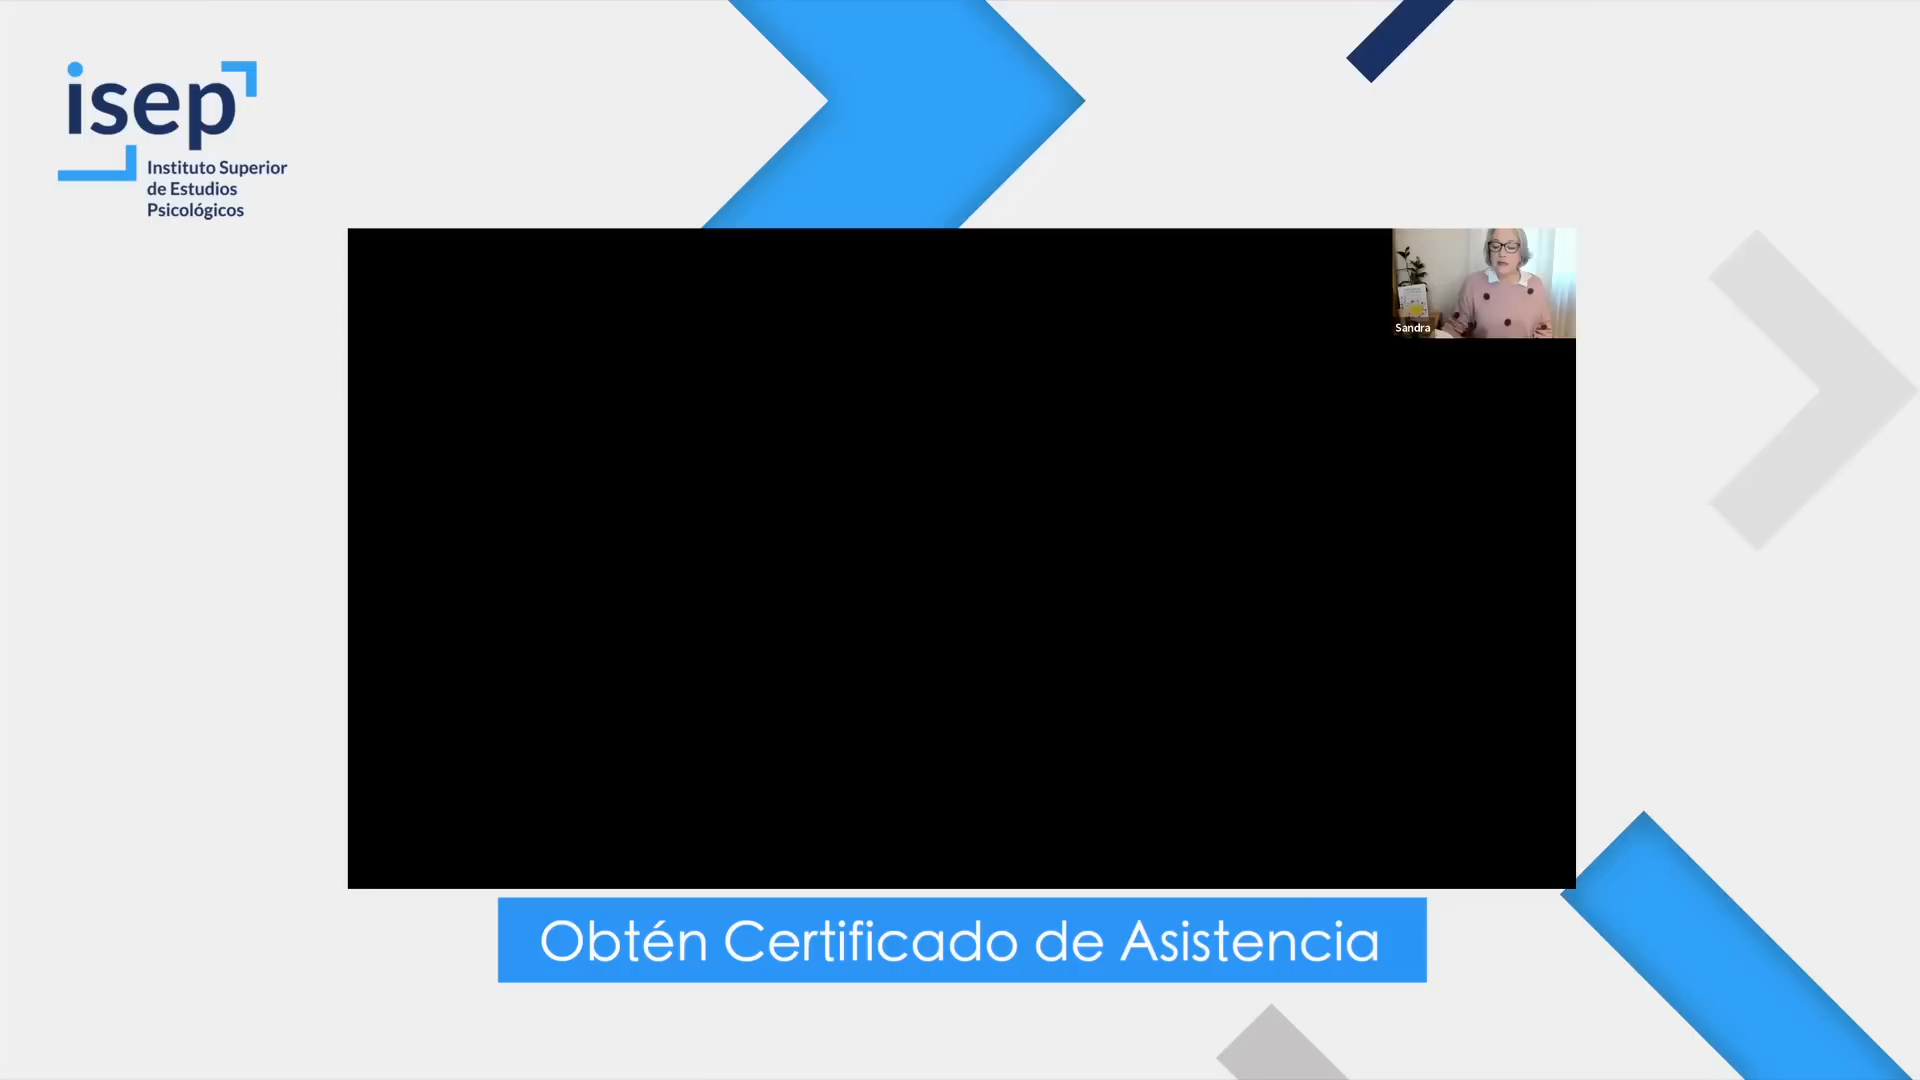 isep
Instituto Superior
de Estudios
Psicológicos
Sandra
Obtén Certificado de Asistencia